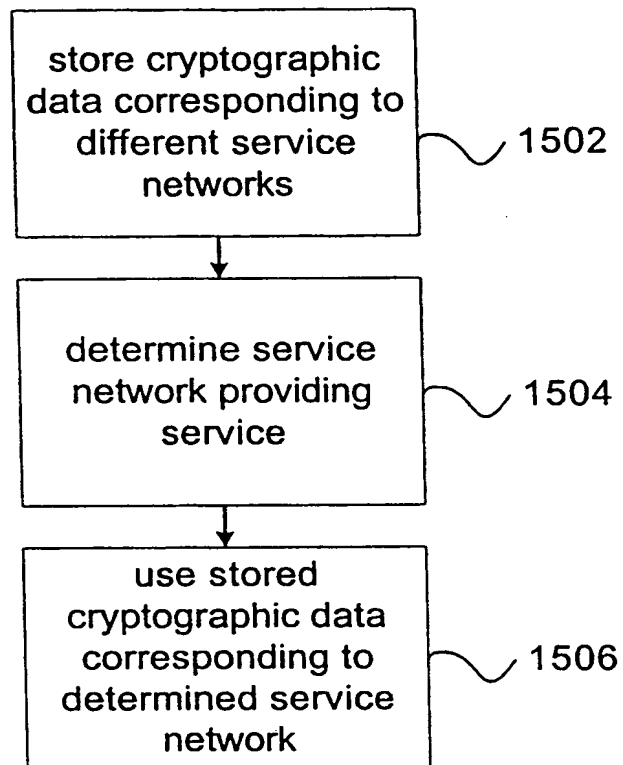 store cryptographic
data corresponding to
different service
networks
1502
determine service
network providing
service
1504
use stored
cryptographic data
corresponding to
determined service
network
1506